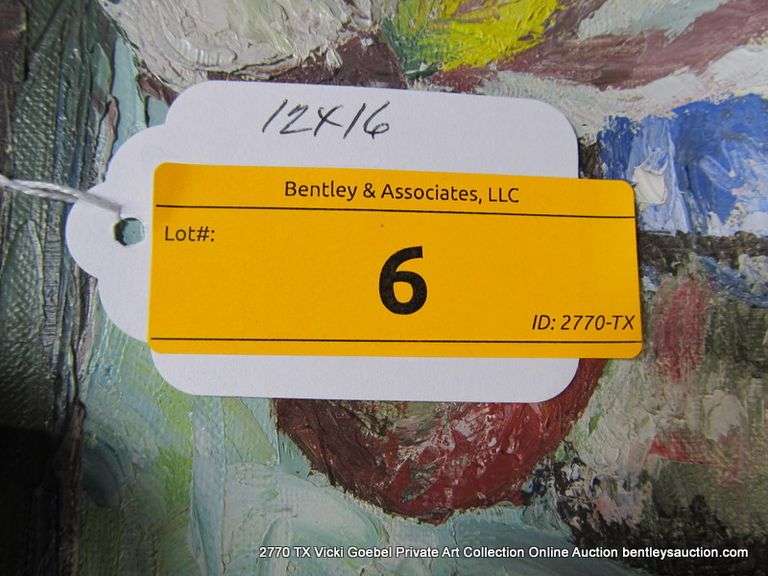 12x16
Bentley & Associates, LLC
Lot#:
6
ID: 2770-TX
2770 TX Vicki Goebel Private Art Collection Online Auction bentleysauction.com